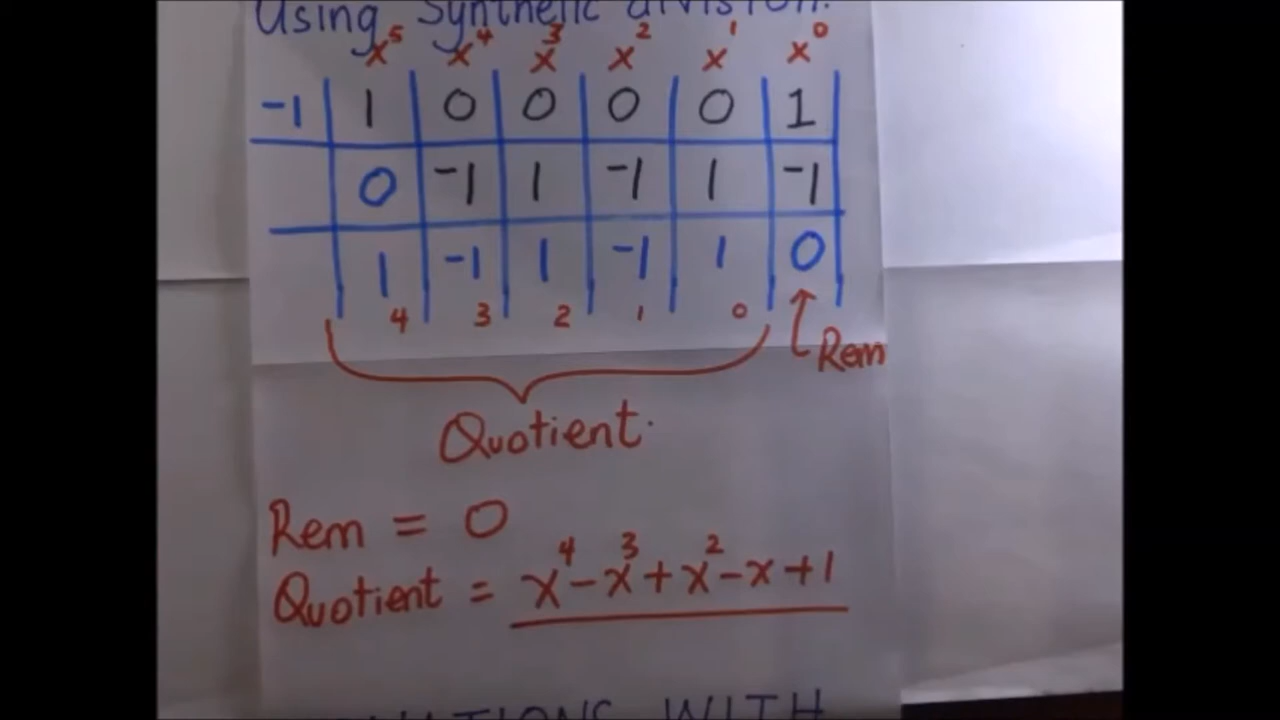 Using Synthetic division.
x⁵ x⁴ x³ x² x¹ x⁰
-1 1 0 0 0 0 1
0 -1 1 -1 1 -1
1 -1 1 -1 1 0
4 3 2 1 0
Rem
Quotient.
Rem = 0
Quotient = x⁴-x³+x²-x+1
WITH